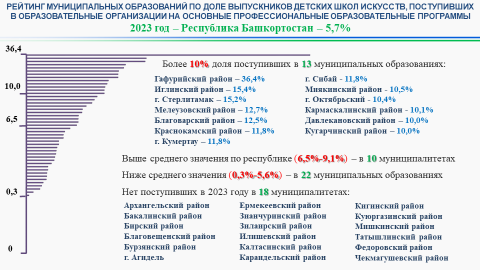 РЕЙТИНГ МУНИЦИПАЛЬНЫХ ОБРАЗОВАНИЙ ПО ДОЛЕ ВЫПУСКНИКОВ ДЕТСКИХ ШКОЛ ИСКУССТВ, ПОСТУПИВШИХ
В ОБРАЗОВАТЕЛЬНЫЕ ОРГАНИЗАЦИИ НА ОСНОВНЫЕ ПРОФЕССИОНАЛЬНЫЕ ОБРАЗОВАТЕЛЬНЫЕ ПРОГРАММЫ
2023 год – Республика Башкортостан – 5,7%
36,4
10,0
6,5
0,3
0
Более 10% доля поступивших в 13 муниципальных образованиях:
Гафурийский район – 36,4%
Иглинский район – 15,4%
г. Стерлитамак – 15,2%
Мелеузовский район – 12,7%
Благоварский район – 12,5%
Краснокамский район – 11,8%
г. Кумертау – 11,8%
г. Сибай - 11,8%
Миякинский район - 10,5%
г. Октябрьский - 10,4%
Кармаскалинский район - 10,1%
Давлекановский район – 10,0%
Кугарчинский район – 10,0%
Выше среднего значения по республике (6,5%-9,1%) – в 10 муниципалитетах
Ниже среднего значения (0,3%-5,6%) – в 22 муниципальных образованиях
Нет поступивших в 2023 году в 18 муниципалитетах:
Архангельский район
Бакалинский район
Бирский район
Благовещенский район
Бурзянский район
г. Агидель
Ермекеевский район
Зианчуринский район
Зилаирский район
Илишевский район
Калтасинский район
Караидельский район
Кигинский район
Куюргазинский район
Мишкинский район
Татышлинский район
Федоровский район
Чекмагушевский район